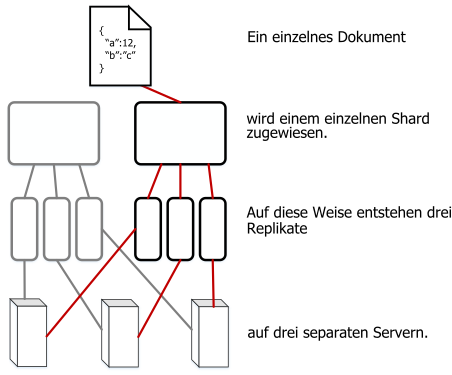 {
"a":12,
"b":"c"
}
Ein einzelnes Dokument
wird einem einzelnen Shard
zugewiesen.
Auf diese Weise entstehen drei
Replikate
auf drei separaten Servern.